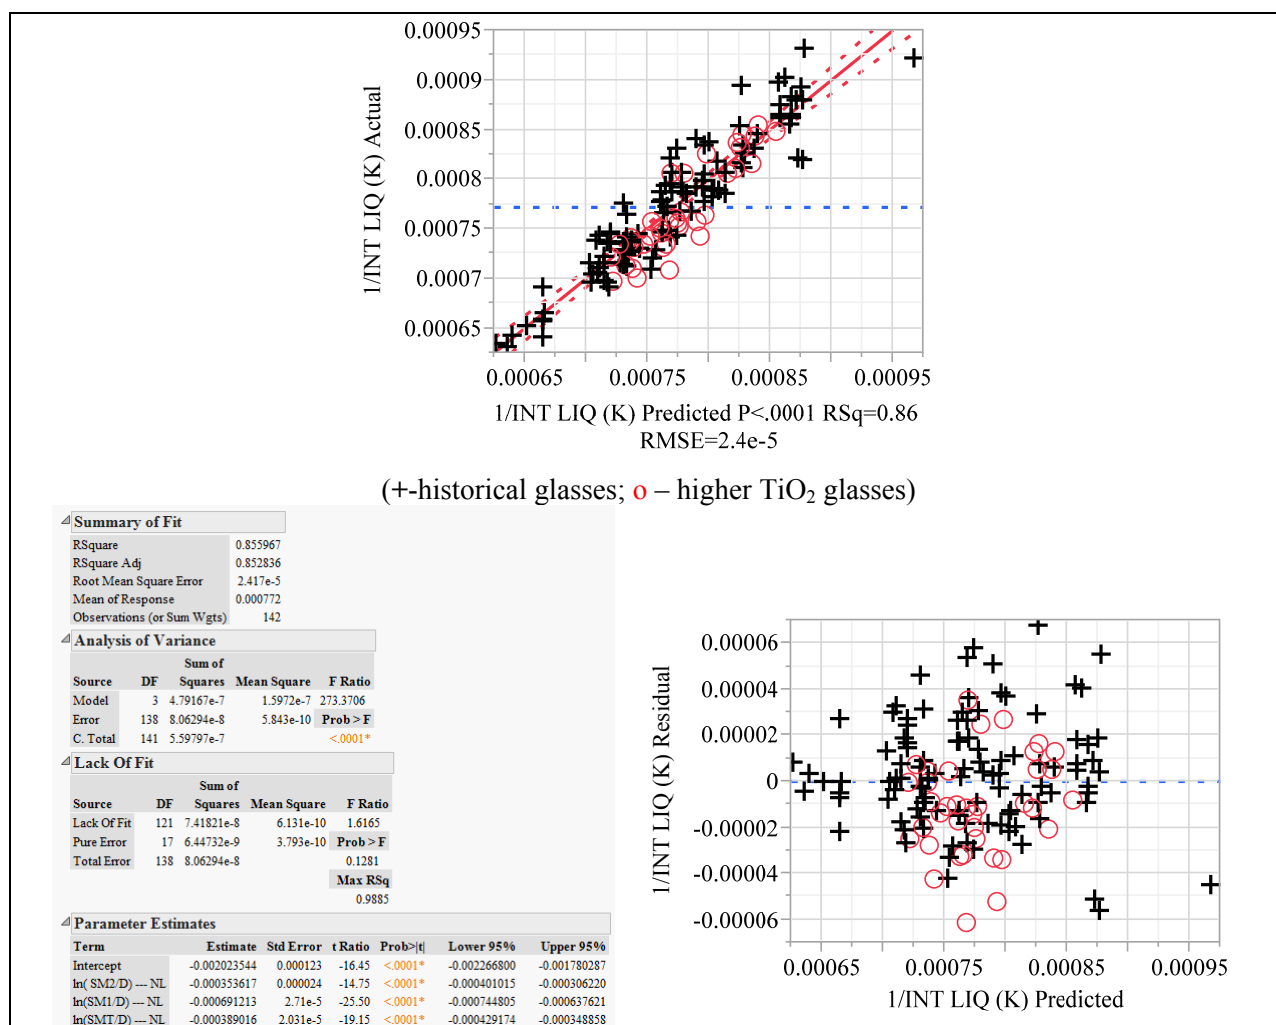 0.00095
0.0009
0.00085
0.0008
0.00075
0.0007
0.00065
1/INT LIQ (K) Actual
0.00065 0.00075 0.00085 0.00095
1/INT LIQ (K) Predicted P<.0001 RSq=0.86
RMSE=2.4e-5
(+-historical glasses; o – higher TiO2 glasses)
Summary of Fit
RSquare 0.855967
RSquare Adj 0.852836
Root Mean Square Error 2.417e-5
Mean of Response 0.000772
Observations (or Sum Wgts) 142
Analysis of Variance
Sum of
Source DF Squares Mean Square F Ratio
Model 3 4.79167e-7 1.5972e-7 273.3706
Error 138 8.06294e-8 5.843e-10 Prob > F
C. Total 141 5.59797e-7 <.0001*
Lack Of Fit
Sum of
Source DF Squares Mean Square F Ratio
Lack Of Fit 121 7.41821e-8 6.131e-10 1.6165
Pure Error 17 6.44732e-9 3.793e-10 Prob > F
Total Error 138 8.06294e-8 0.1281
Max RSq
0.9885
Parameter Estimates
Term Estimate Std Error t Ratio Prob>|t| Lower 95% Upper 95%
Intercept -0.002023544 0.000123 -16.45 <.0001* -0.002266800 -0.001780287
ln( SM2/D) --- NL -0.000353617 0.000024 -14.75 <.0001* -0.000401015 -0.000306220
ln(SM1/D) --- NL -0.000691213 2.71e-5 -25.50 <.0001* -0.000744805 -0.000637621
ln(SMT/D) --- NL -0.000389016 2.031e-5 -19.15 <.0001* -0.000429174 -0.000348858
0.00006
0.00004
0.00002
0
-0.00002
-0.00004
-0.00006
1/INT LIQ (K) Residual
0.00065 0.00075 0.00085 0.00095
1/INT LIQ (K) Predicted